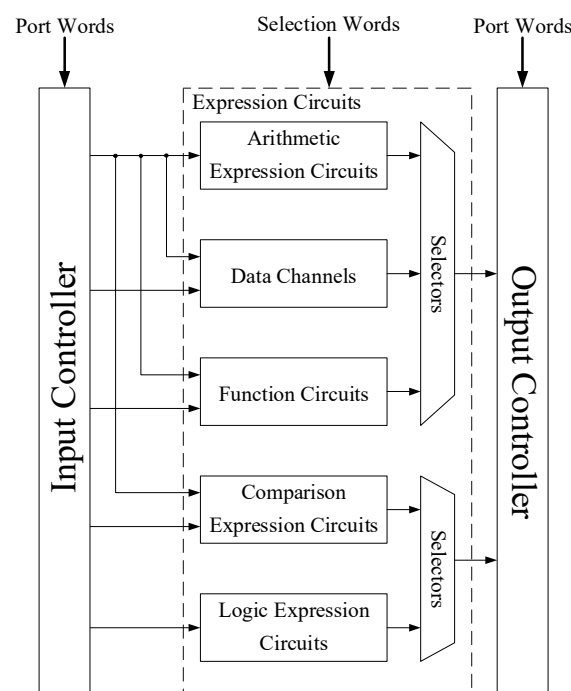 Port Words
Selection Words
Port Words
Expression Circuits
Arithmetic
Expression Circuits
Data Channels
Function Circuits
Comparison
Expression Circuits
Logic Expression
Circuits
Selectors
Selectors
Input Controller
Output Controller